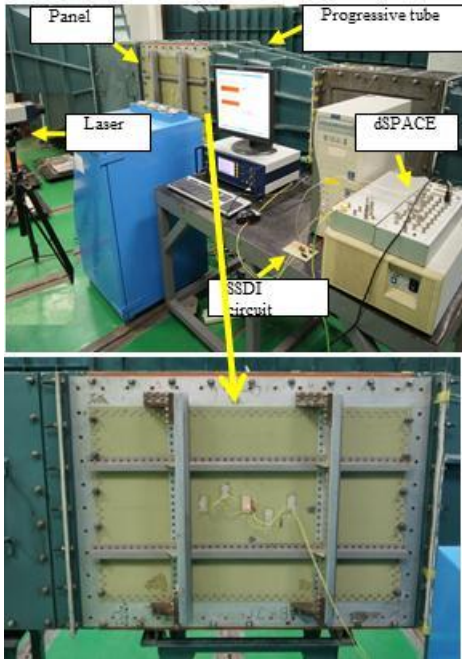 Panel
Progressive tube
Laser
dSPACE
SSDI
circuit